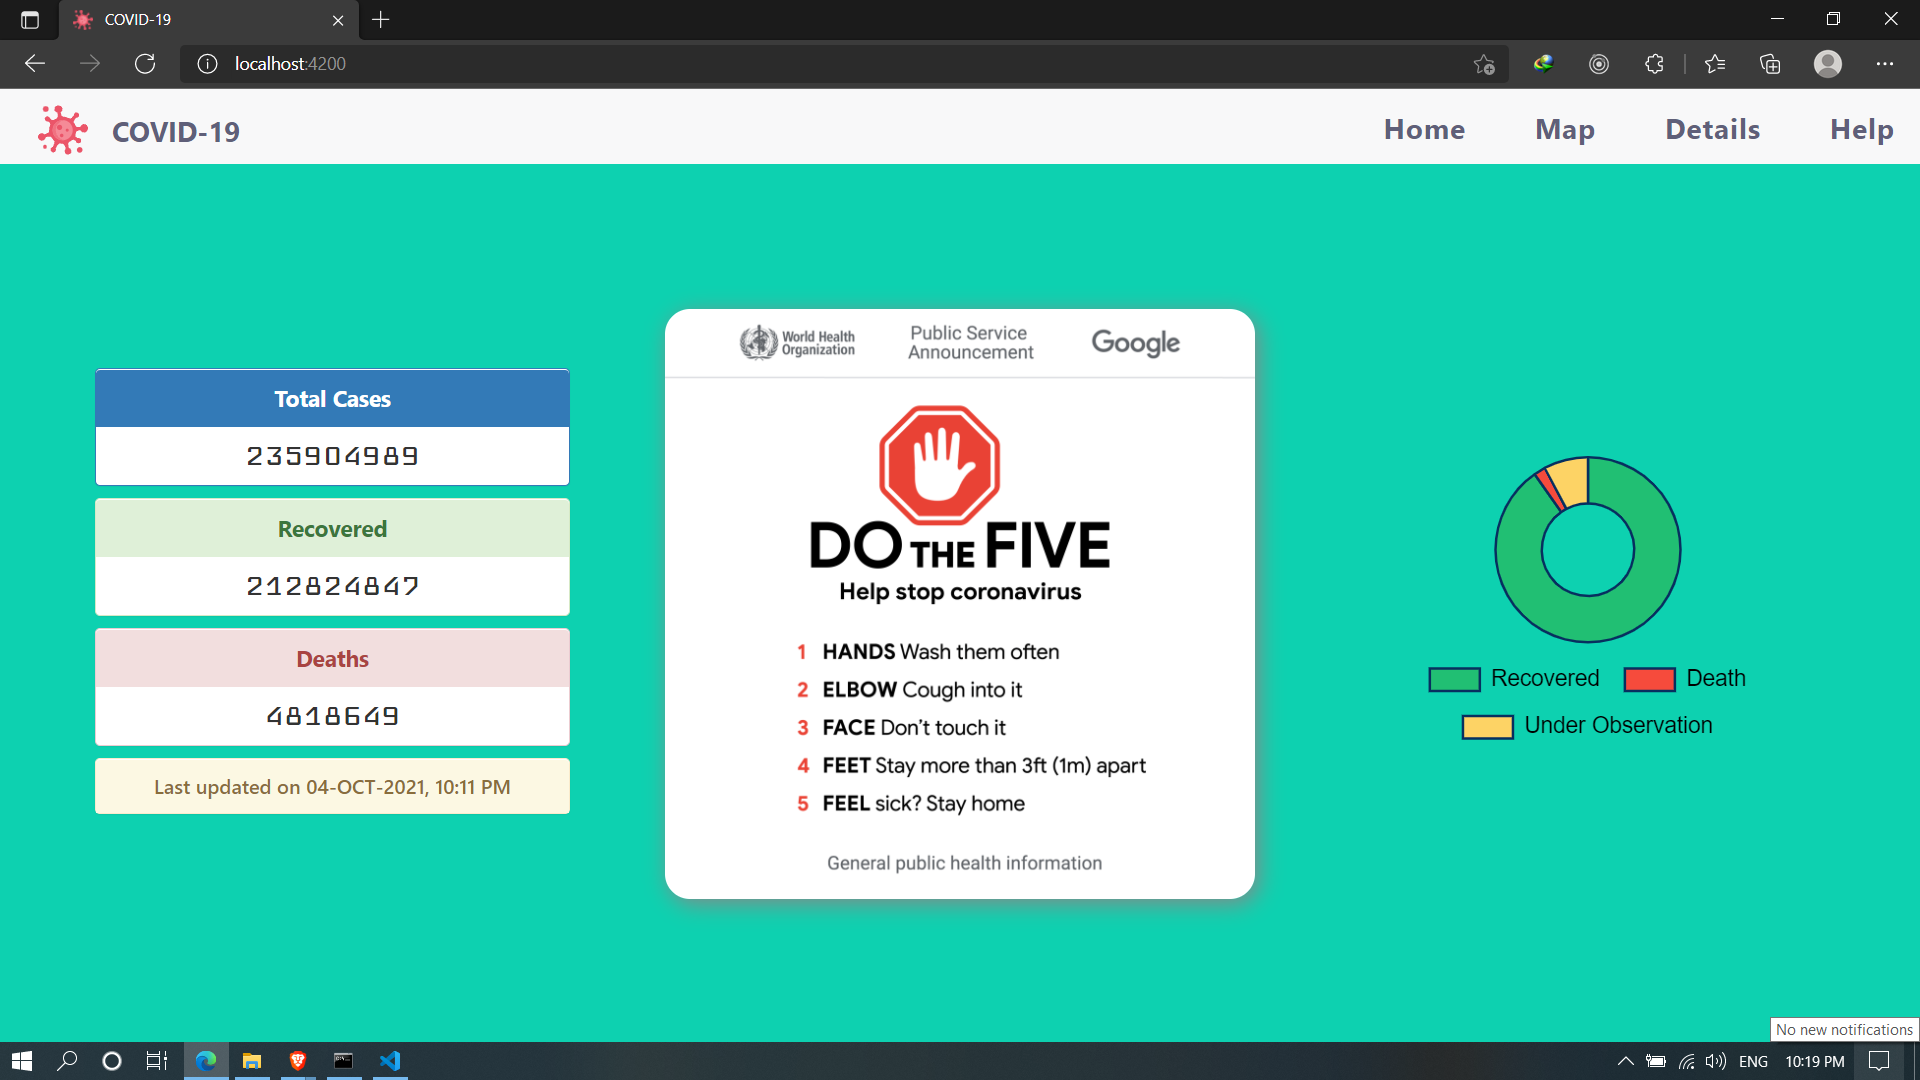 COVID-19
localhost:4200
COVID-19
Home
Map
Details
Help
Total Cases
235904989
Recovered
212824847
Deaths
4818649
Last updated on 04-OCT-2021, 10:11 PM
World Health
Organization
Public Service
Announcement
Google
DO THE FIVE
Help stop coronavirus
1 HANDS Wash them often
2 ELBOW Cough into it
3 FACE Don’t touch it
4 FEET Stay more than 3ft (1m) apart
5 FEEL sick? Stay home
General public health information
Recovered
Death
Under Observation
No new notifications
ENG
10:19 PM